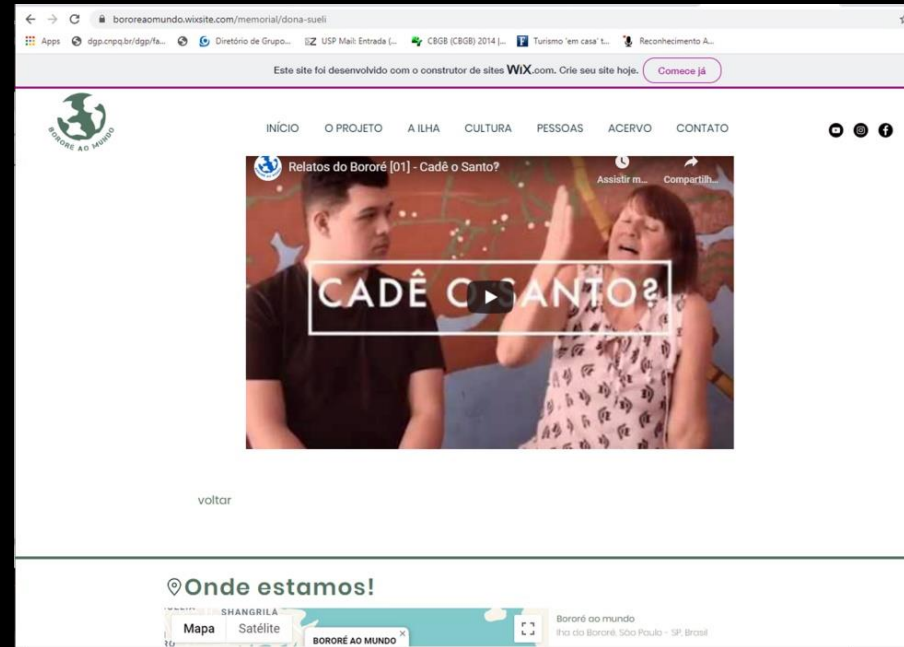 bororeaomundo.wixsite.com/memorial/dona-sueli
Apps dgp.cnpq.br/dgp/fa... Diretório de Grupo... USP Mail: Entrada (... CBGB (CBGB) 2014 |... Turismo 'em casa' t... Reconhecimento A...
Este site foi desenvolvido com o construtor de sites WiX.com. Crie seu site hoje. Comece já
BORORÉ AO MUNDO
INÍCIO O PROJETO A ILHA CULTURA PESSOAS ACERVO CONTATO
Relatos do Bororé [01] - Cadê o Santo?
Assistir m... Compartilh...
CADÊ O SANTO?
voltar
Onde estamos!
SHANGRILA
Mapa Satélite
BORORÉ AO MUNDO
Bororé ao mundo
Ilha do Bororé, São Paulo - SP, Brasil